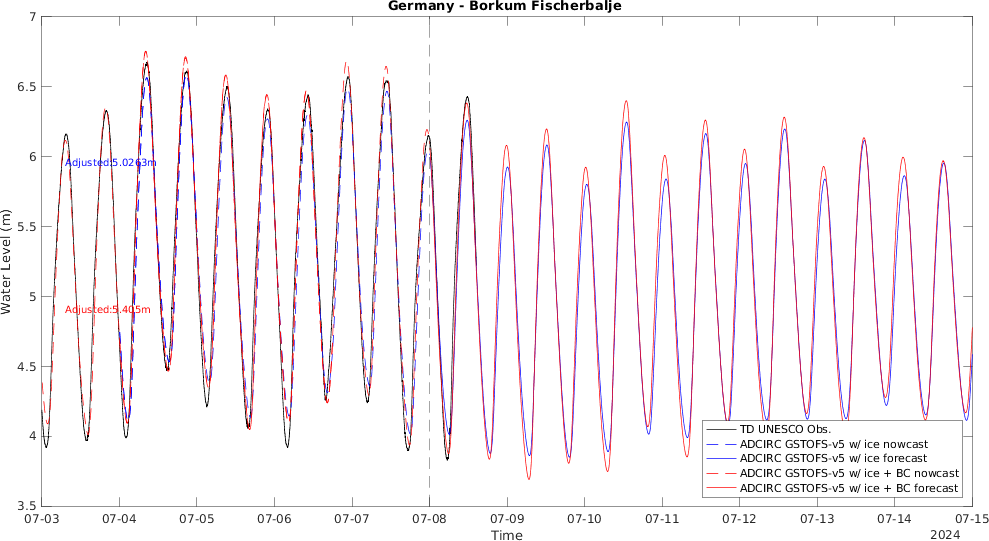 Germany - Borkum Fischerbalje
Water Level (m)
7
6.5
6
5.5
5
4.5
4
3.5
Adjusted:5.0263m
Adjusted:5.405m
TD UNESCO Obs.
ADCIRC GSTOFS-v5 w/ ice nowcast
ADCIRC GSTOFS-v5 w/ ice forecast
ADCIRC GSTOFS-v5 w/ ice + BC nowcast
ADCIRC GSTOFS-v5 w/ ice + BC forecast
07-03 07-04 07-05 07-06 07-07 07-08 07-09 07-10 07-11 07-12 07-13 07-14 07-15
Time
2024